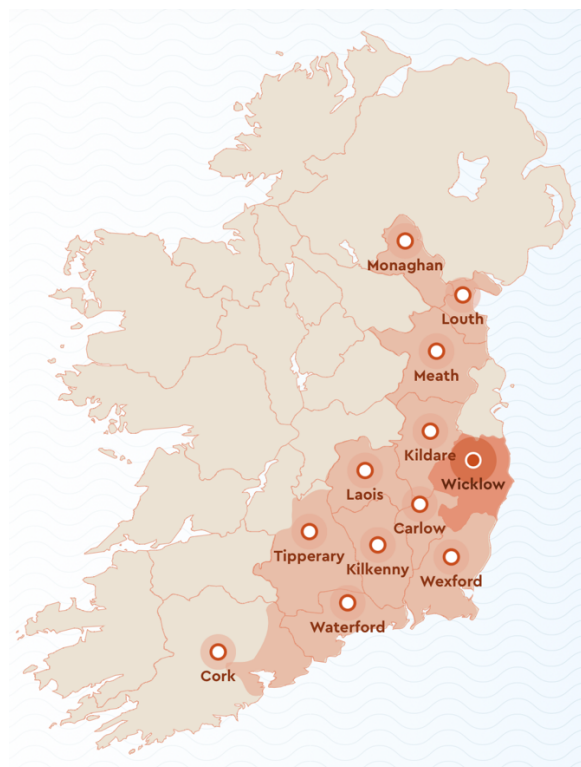 Monaghan
Louth
Meath
Kildare
Wicklow
Laois
Carlow
Tipperary
Kilkenny
Wexford
Waterford
Cork